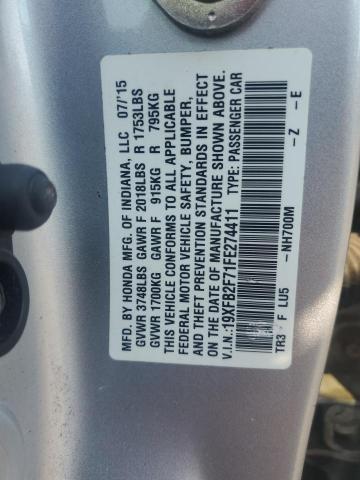 MFD. BY HONDA MFG. OF INDIANA, LLC 07/'15
GVWR 3748LBS GAWR F 2018LBS R 1753LBS
GVWR 1700KG GAWR F 915KG R 795KG
THIS VEHICLE CONFORMS TO ALL APPLICABLE
FEDERAL MOTOR VEHICLE SAFETY, BUMPER,
AND THEFT PREVENTION STANDARDS IN EFFECT
ON THE DATE OF MANUFACTURE SHOWN ABOVE.
V.I.N.:19XFB2F71FE274411 TYPE: PASSENGER CAR
TR3 F LU5 -NH700M -Z -E